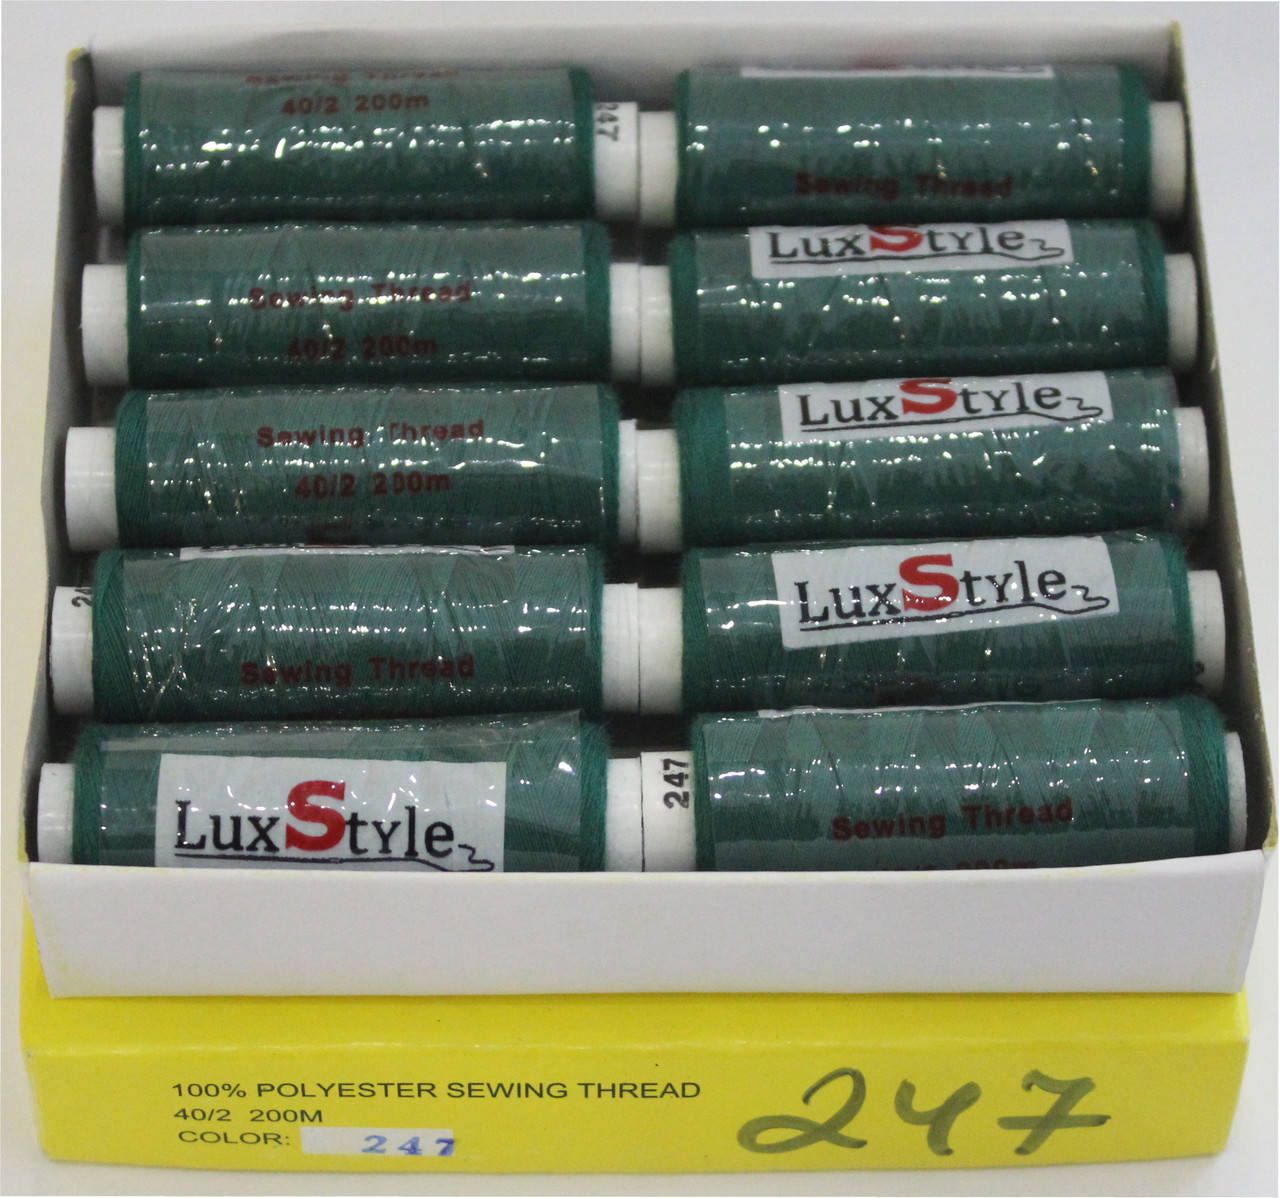 Sewing Thread
40/2 200m
247
Sewing Thread
Sewing Thread
40/2 200m
LuxStyle
Sewing Thread
40/2 200m
LuxStyle
Sewing Thread
LuxStyle
LuxStyle
247
Sewing Thread
100% POLYESTER SEWING THREAD
40/2 200M
COLOR: 247
247